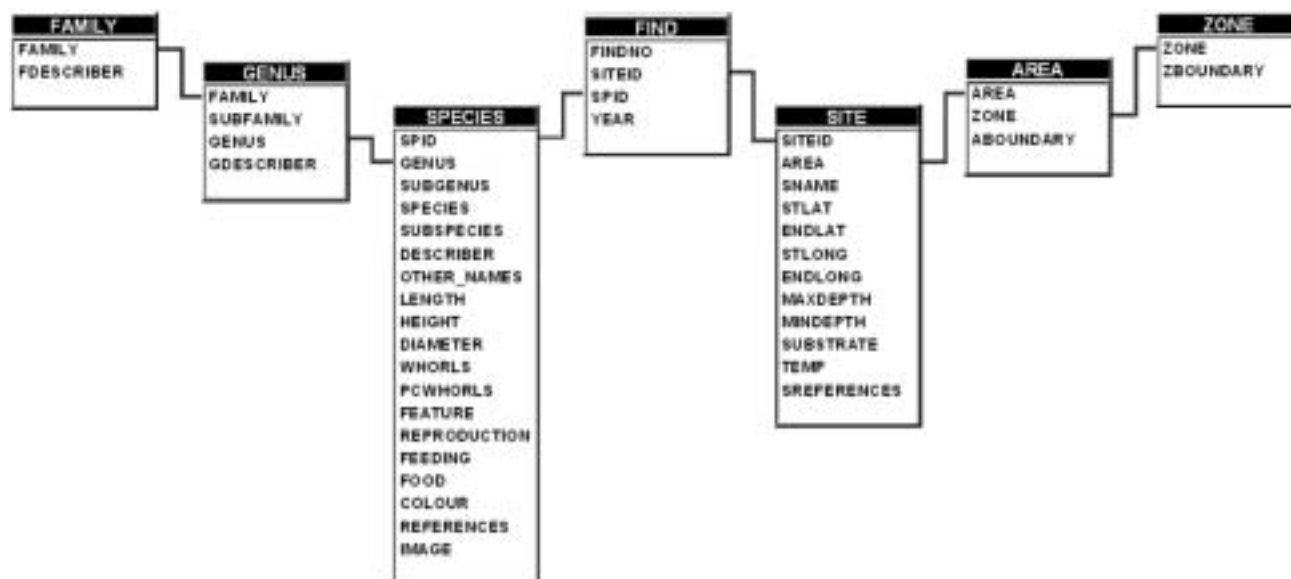 FAMILY
FAMILY
FDESCRIBER
GENUS
FAMILY
SUBFAMILY
GENUS
GDESCRIBER
SPECIES
SPID
GENUS
SUBGENUS
SPECIES
SUBSPECIES
DESCRIBER
OTHER_NAMES
LENGTH
HEIGHT
DIAMETER
WHORLS
PCWHORLS
FEATURE
REPRODUCTION
FEEDING
FOOD
COLOUR
REFERENCES
IMAGE
FIND
FINDNO
SITEID
SPID
YEAR
SITE
SITEID
AREA
SNAME
STLAT
ENDLAT
STLONG
ENDLONG
MAXDEPTH
MINDEPTH
SUBSTRATE
TEMP
SREFERENCES
AREA
AREA
ZONE
ABOUNDARY
ZONE
ZONE
ZBOUNDARY